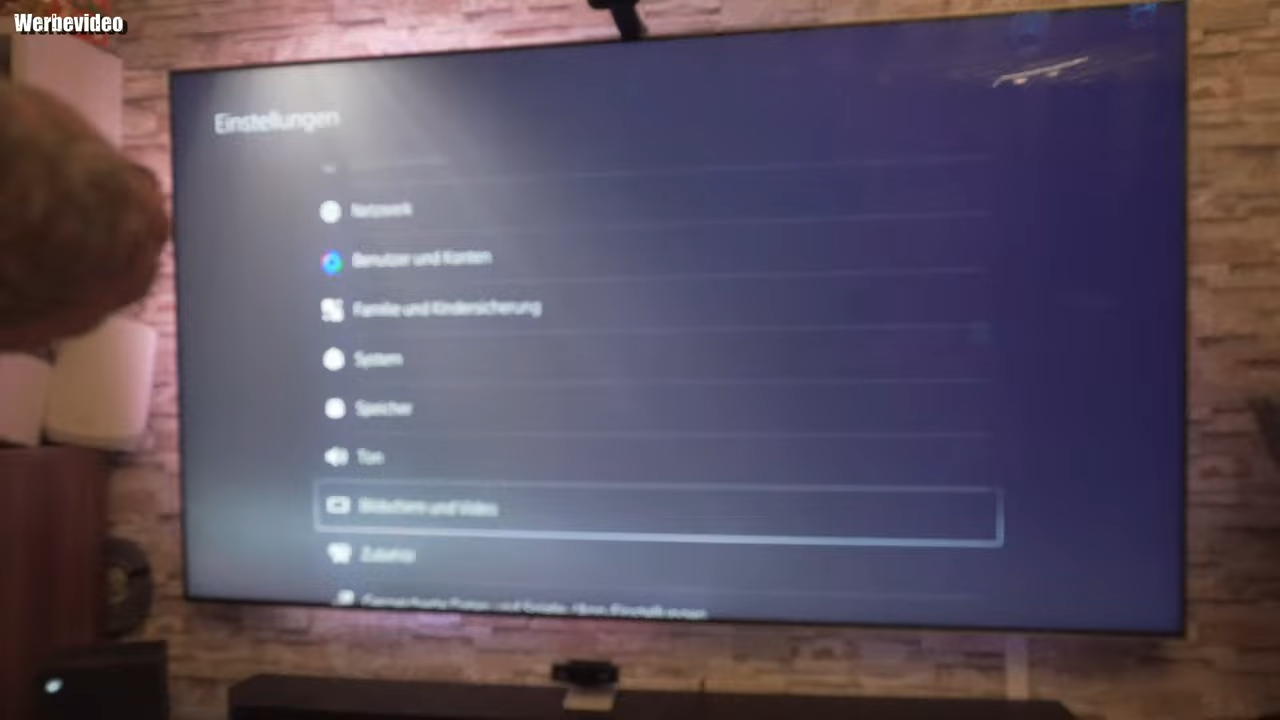 Werbevideo
Einstellungen
Netzwerk
Benutzer und Konten
Familie und Kindersicherung
System
Speicher
Ton
Bildschirm und Video
Zubehör